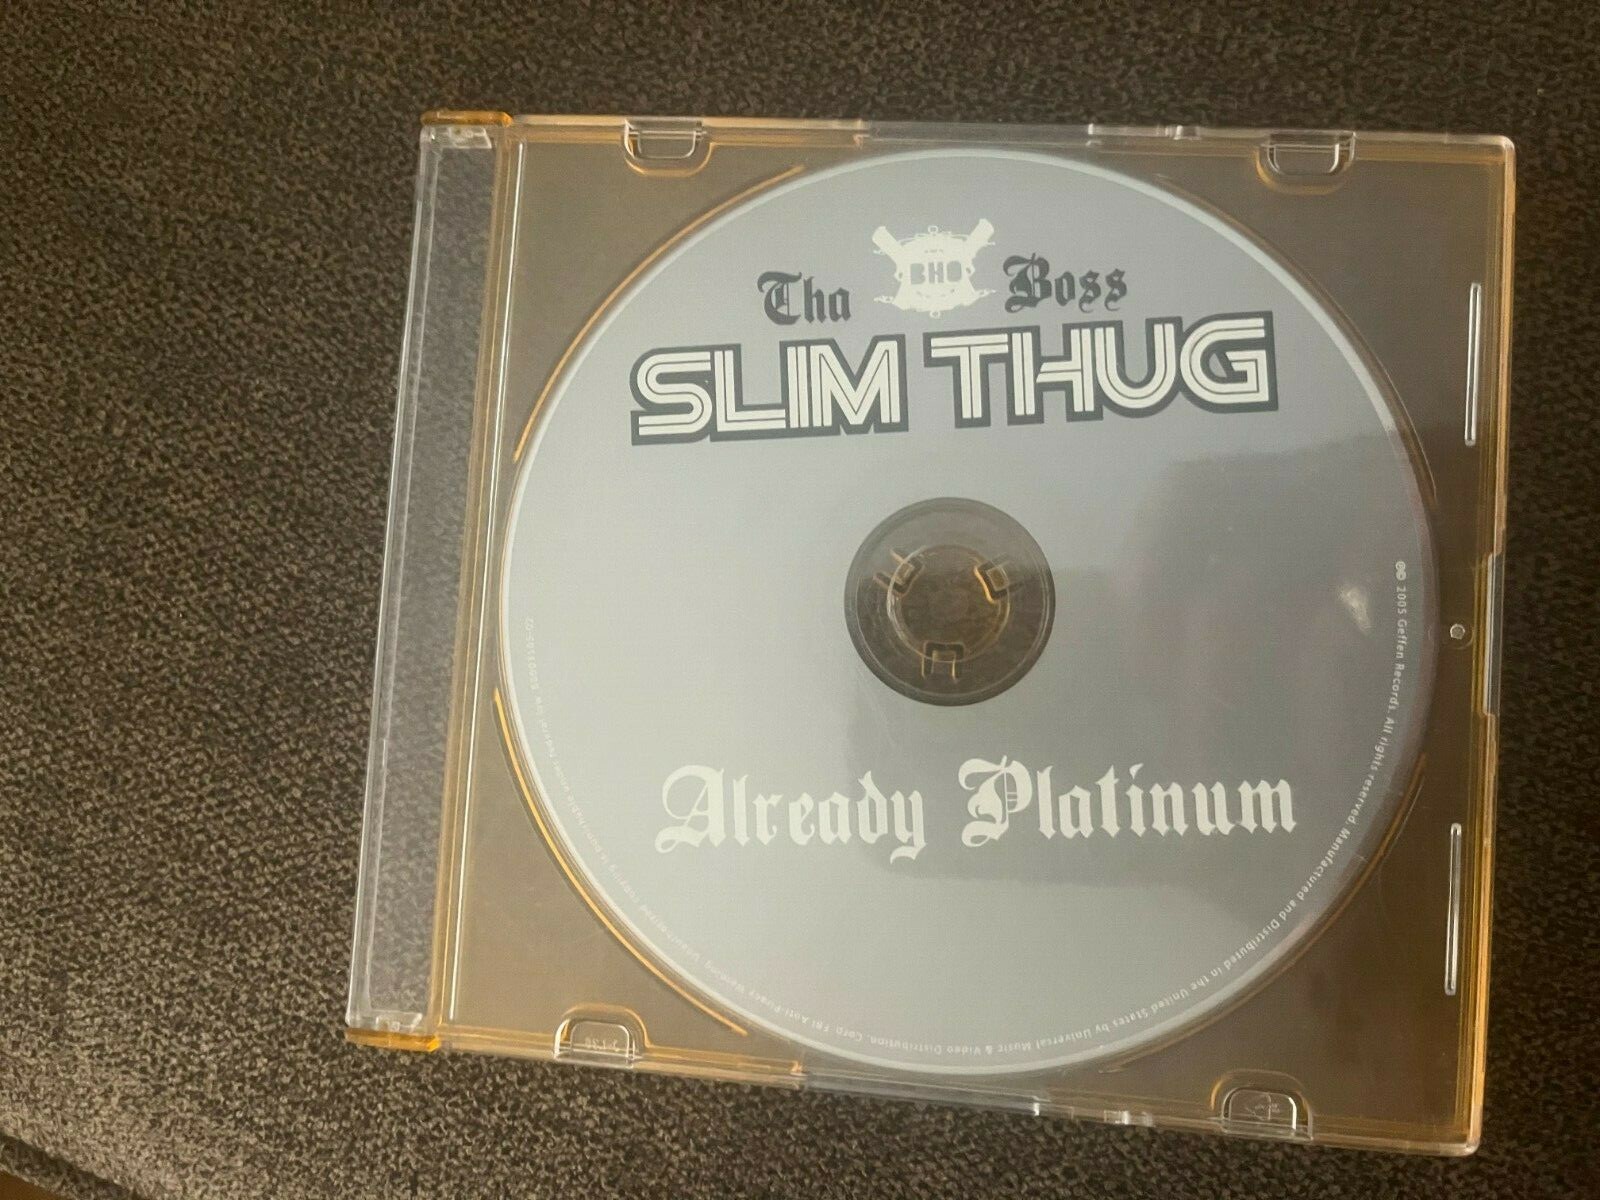 Tha BHB Boss
SLIM THUG
Already Platinum
℗© 2005 Geffen Records. All rights reserved. Manufactured and Distributed in the United States by Universal Music & Video Distribution, Corp. FBI Anti-Piracy Warning: Unauthorized copying is punishable under federal law.